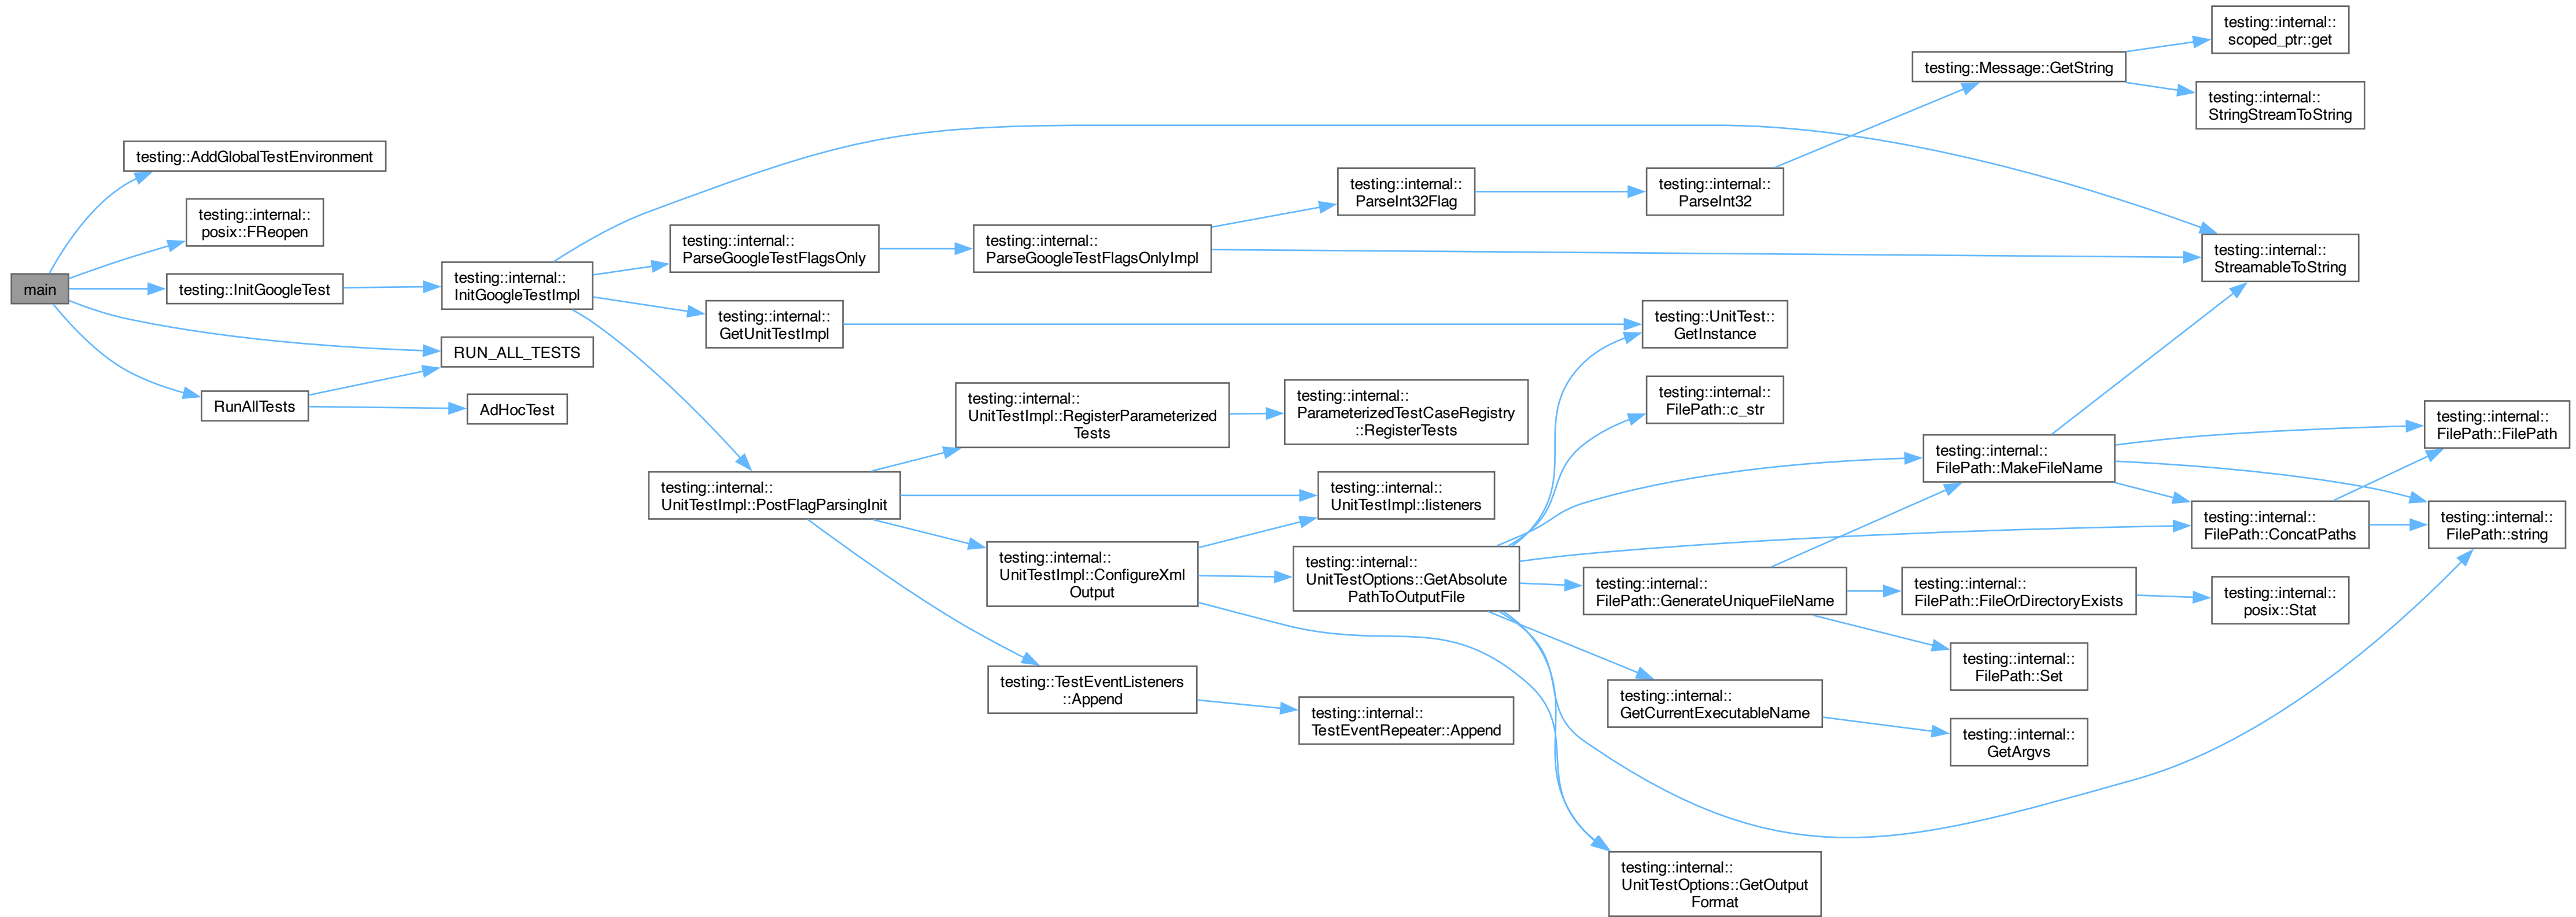 main
testing::AddGlobalTestEnvironment
testing::internal::
posix::FReopen
testing::InitGoogleTest
RUN_ALL_TESTS
RunAllTests
AdHocTest
testing::internal::
InitGoogleTestImpl
testing::internal::
ParseGoogleTestFlagsOnly
testing::internal::
GetUnitTestImpl
testing::internal::
UnitTestImpl::PostFlagParsingInit
testing::internal::
ParseGoogleTestFlagsOnlyImpl
testing::internal::
UnitTestImpl::RegisterParameterized
Tests
testing::internal::
UnitTestImpl::ConfigureXml
Output
testing::TestEventListeners
::Append
testing::internal::
ParseInt32Flag
testing::internal::
ParameterizedTestCaseRegistry
::RegisterTests
testing::internal::
UnitTestImpl::listeners
testing::internal::
UnitTestOptions::GetAbsolute
PathToOutputFile
testing::internal::
TestEventRepeater::Append
testing::internal::
ParseInt32
testing::UnitTest::
GetInstance
testing::internal::
FilePath::c_str
testing::internal::
FilePath::GenerateUniqueFileName
testing::internal::
GetCurrentExecutableName
testing::internal::
UnitTestOptions::GetOutput
Format
testing::Message::GetString
testing::internal::
FilePath::MakeFileName
testing::internal::
FilePath::FileOrDirectoryExists
testing::internal::
FilePath::Set
testing::internal::
GetArgvs
testing::internal::
scoped_ptr::get
testing::internal::
StringStreamToString
testing::internal::
StreamableToString
testing::internal::
FilePath::ConcatPaths
testing::internal::
posix::Stat
testing::internal::
FilePath::FilePath
testing::internal::
FilePath::string